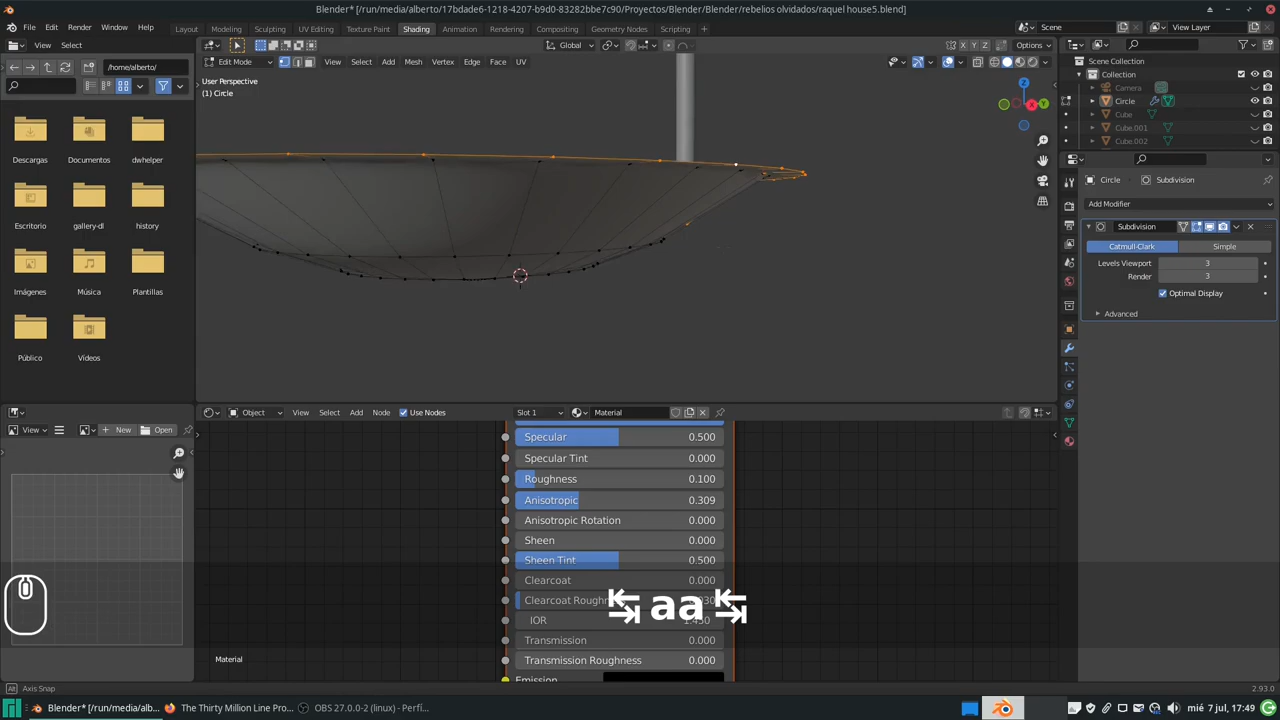 Blender* [/run/media/alberto/17bdade6-1218-4207-b9d0-83282bbe7c90/Proyectos/Blender/Blender/rebelios olvidados/raquel house5.blend]
File Edit Render Window Help Layout Modeling Sculpting UV Editing Texture Paint Shading Animation Rendering Compositing Geometry Nodes Scripting Scene View Layer
View Select Global Options
/home/alberto/ Edit Mode View Select Add Mesh Vertex Edge Face UV
User Perspective
(1) Circle
X Y Z
Scene Collection
Collection
Camera
Circle
Cube
Cube.001
Cube.002
Descargas Documentos dwhelper
Escritorio gallery-dl history
Imágenes Música Plantillas
Público Vídeos
Circle Subdivision
Add Modifier
Subdivision
Catmull-Clark Simple
Levels Viewport 3
Render 3
Optimal Display
Advanced
Object View Select Add Node Use Nodes Slot 1 Material
View New Open
Specular 0.500
Specular Tint 0.000
Roughness 0.100
Anisotropic 0.309
Anisotropic Rotation 0.000
Sheen 0.000
Sheen Tint 0.500
Clearcoat 0.000
Clearcoat Rough
aa
IOR
Transmission 0.000
Transmission Roughness 0.000
Emission
Material
Axis Snap 2.93.0
Blender* [/run/media/alb... The Thirty Million Line Pro... OBS 27.0.0-2 (linux) - Perfí... mié 7 jul, 17:49